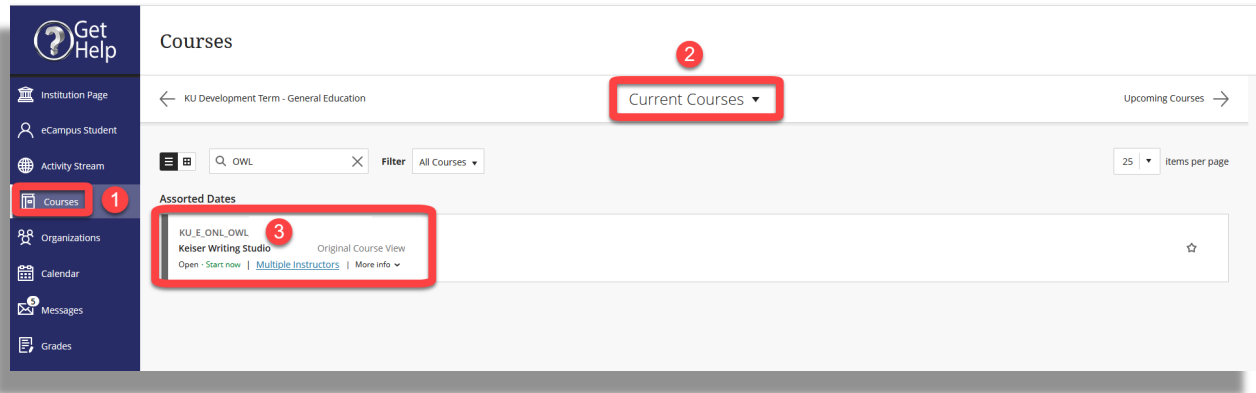 Get
Help
Institution Page
eCampus Student
Activity Stream
Courses
1
Organizations
Calendar
5
Messages
Grades
Courses
2
KU Development Term - General Education
Current Courses
Upcoming Courses
OWL
Filter
All Courses
25
items per page
Assorted Dates
KU_E_ONL_OWL
3
Keiser Writing Studio Original Course View
Open · Start now | Multiple Instructors | More info